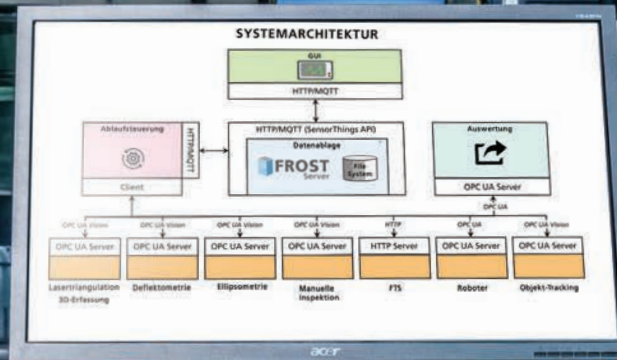 SYSTEMARCHITEKTUR
GUI
HTTP/MQTT
Ablaufsteuerung
HTTP/MQTT
Client
HTTP/MQTT (SensorThings API)
Datenablage
FROST
Server
File
System
Auswertung
OPC UA Server
OPC UA
OPC UA Vision
OPC UA Vision
OPC UA Vision
OPC UA Vision
HTTP
OPC UA
OPC UA Vision
OPC UA Server
OPC UA Server
OPC UA Server
OPC UA Server
HTTP Server
OPC UA Server
OPC UA Server
Lasertriangulation
3D-Erfassung
Deflektometrie
Ellipsometrie
Manuelle
Inspektion
FTS
Roboter
Objekt-Tracking
acer